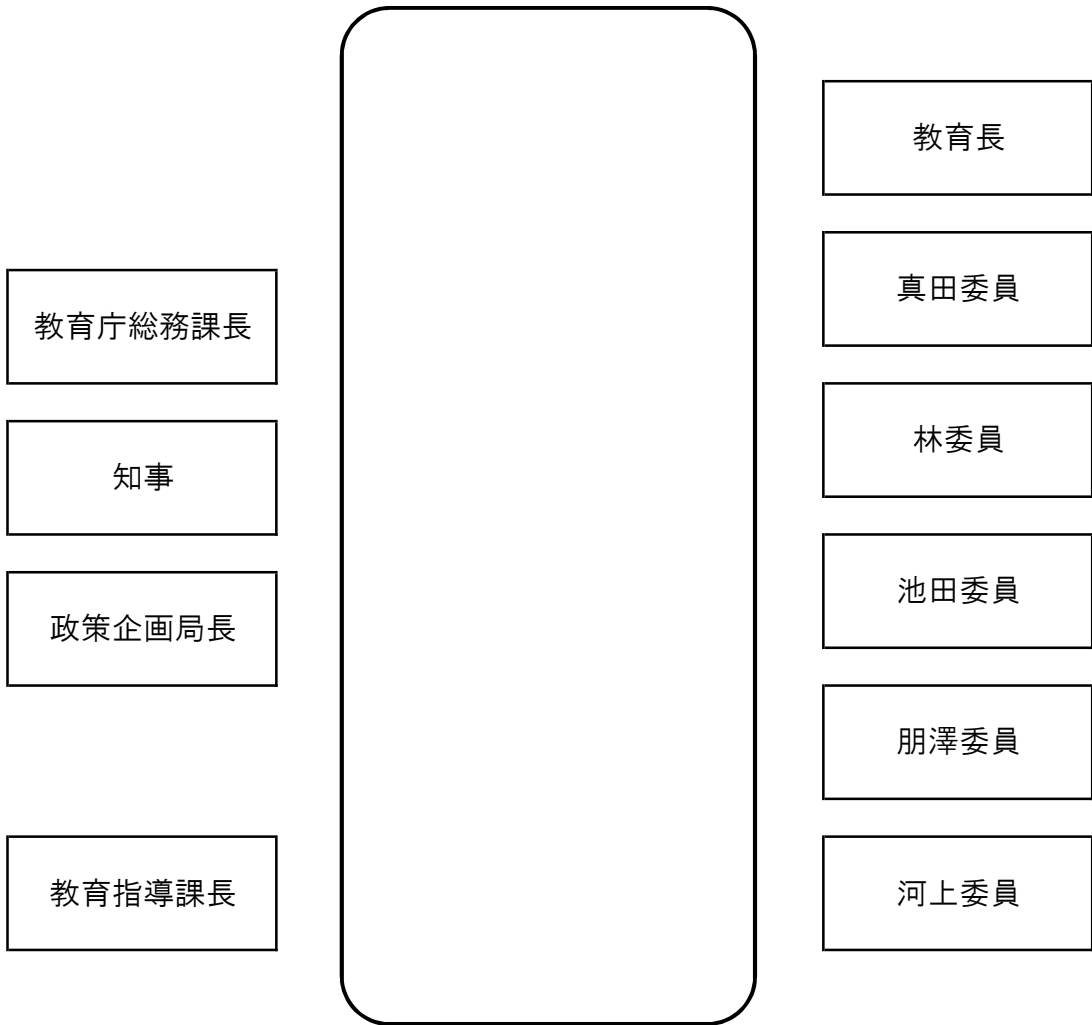 教育庁総務課長
知事
政策企画局長
教育指導課長
教育長
真田委員
林委員
池田委員
朋澤委員
河上委員